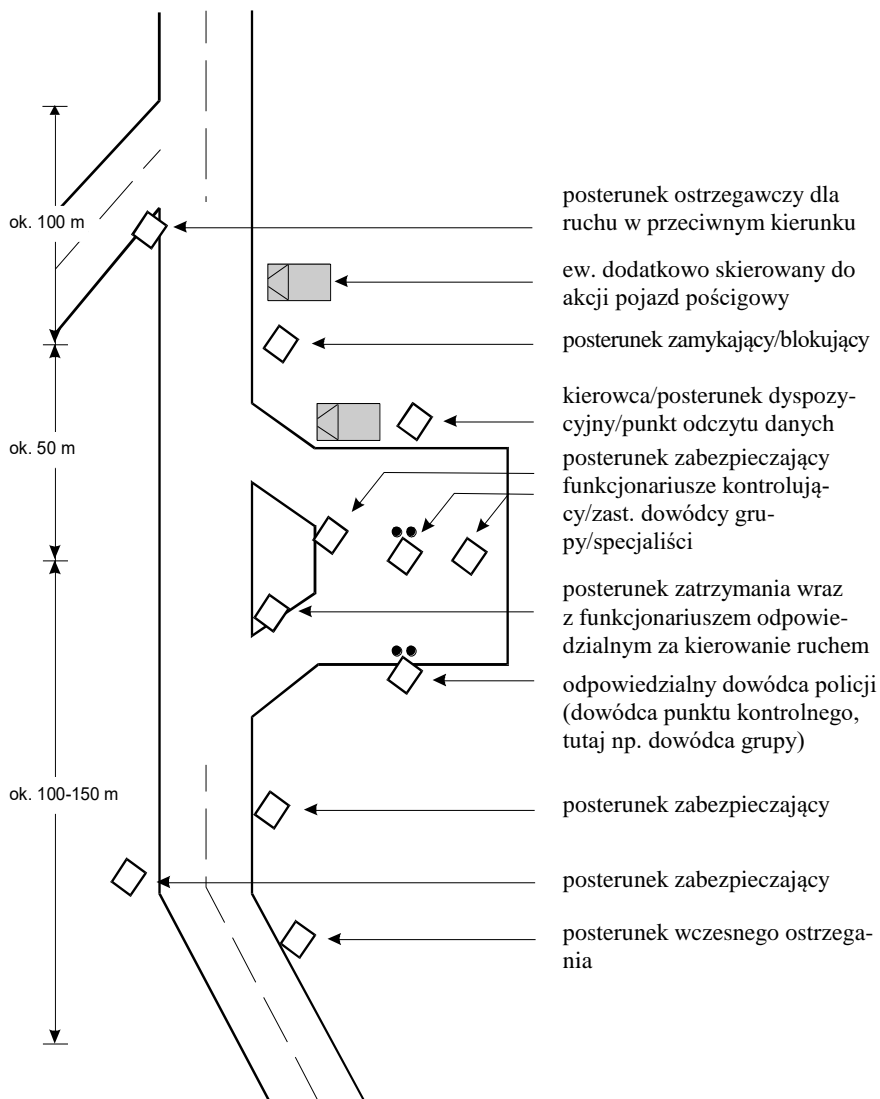 ok. 100 m
ok. 50 m
ok. 100-150 m
posterunek ostrzegawczy dla
ruchu w przeciwnym kierunku
ew. dodatkowo skierowany do
akcji pojazd pościgowy
posterunek zamykający/blokujący
kierowca/posterunek dyspozy-
cyjny/punkt odczytu danych
posterunek zabezpieczający
funkcjonariusze kontrolują-
cy/zast. dowódcy gru-
py/specjaliści
posterunek zatrzymania wraz
z funkcjonariuszem odpowie-
dzialnym za kierowanie ruchem
odpowiedzialny dowódca policji
(dowódca punktu kontrolnego,
tutaj np. dowódca grupy)
posterunek zabezpieczający
posterunek zabezpieczający
posterunek wczesnego ostrzega-
nia